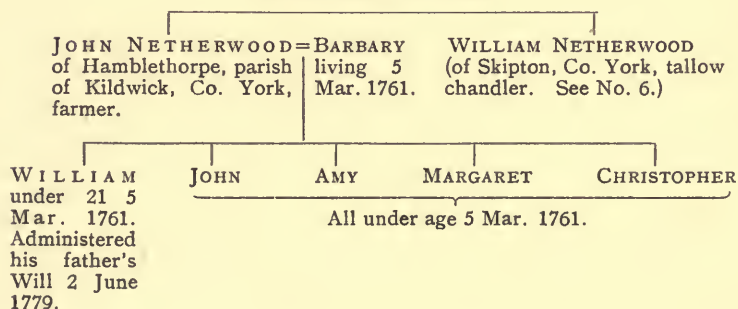 JOHN NETHERWOOD=BARBARY
of Hamblethorpe, parish living 5
of Kildwick, Co. York, Mar. 1761.
farmer.
WILLIAM NETHERWOOD
(of Skipton, Co. York, tallow
chandler. See No. 6.)
WILLIAM
under 21 5
Mar. 1761.
Administered
his father's
Will 2 June
1779.
JOHN
AMY
MARGARET
CHRISTOPHER
All under age 5 Mar. 1761.